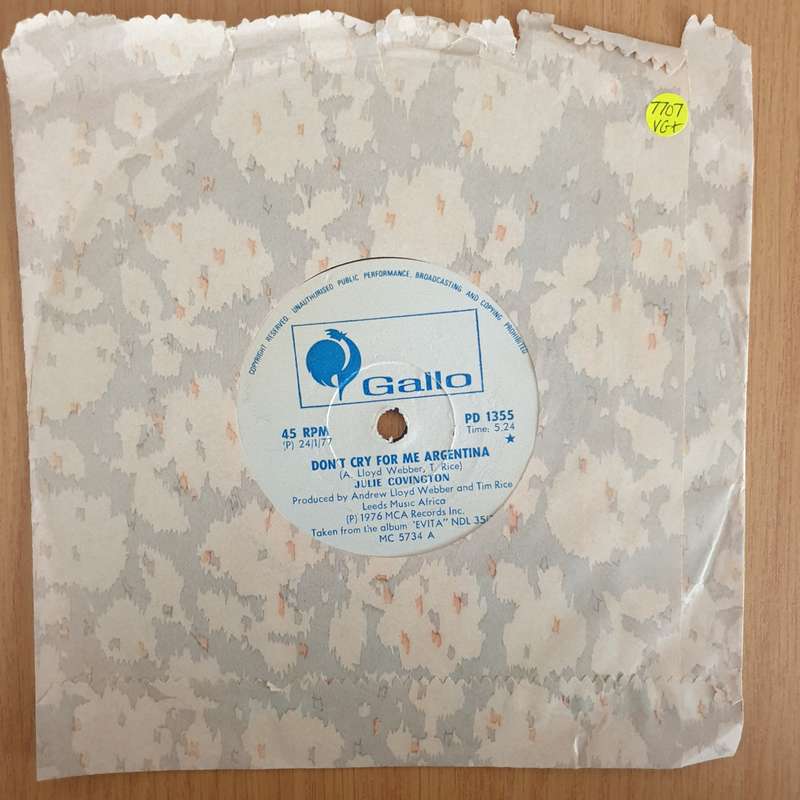 7707
VG+
COPYRIGHT RESERVED. UNAUTHORISED PUBLIC PERFORMANCE, BROADCASTING AND COPYING PROHIBITED
Gallo
45 RPM
(P) 24/1/77
PD 1355
Time: 5.24
DON'T CRY FOR ME ARGENTINA
(A. Lloyd Webber, T. Rice)
JULIE COVINGTON
Produced by Andrew Lloyd Webber and Tim Rice
Leeds Music Africa
(P) 1976 MCA Records Inc.
Taken from the album "EVITA" NDL
MC 5734 A